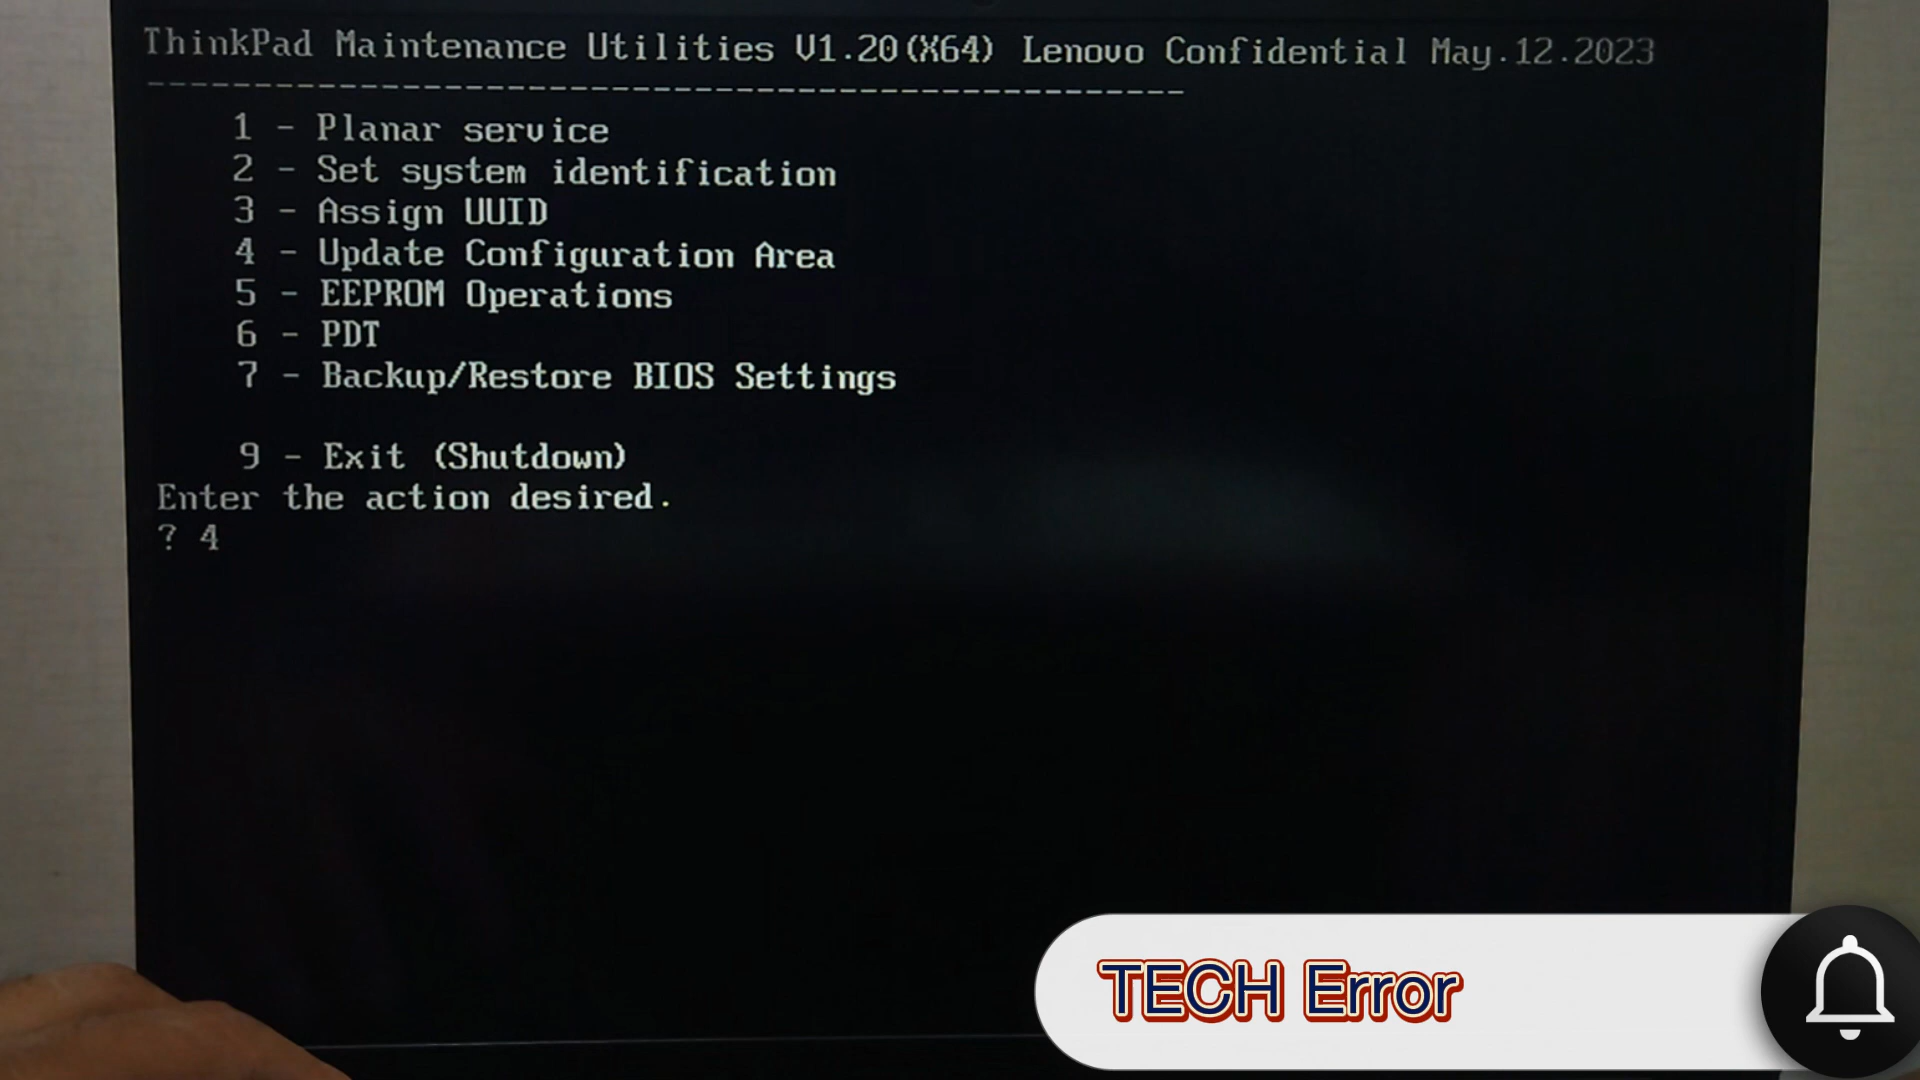 ThinkPad Maintenance Utilities V1.20(X64) Lenovo Confidential May.12.2023
--------------------------------------------------
1 - Planar service
2 - Set system identification
3 - Assign UUID
4 - Update Configuration Area
5 - EEPROM Operations
6 - PDT
7 - Backup/Restore BIOS Settings
9 - Exit (Shutdown)
Enter the action desired.
? 4
TECH Error